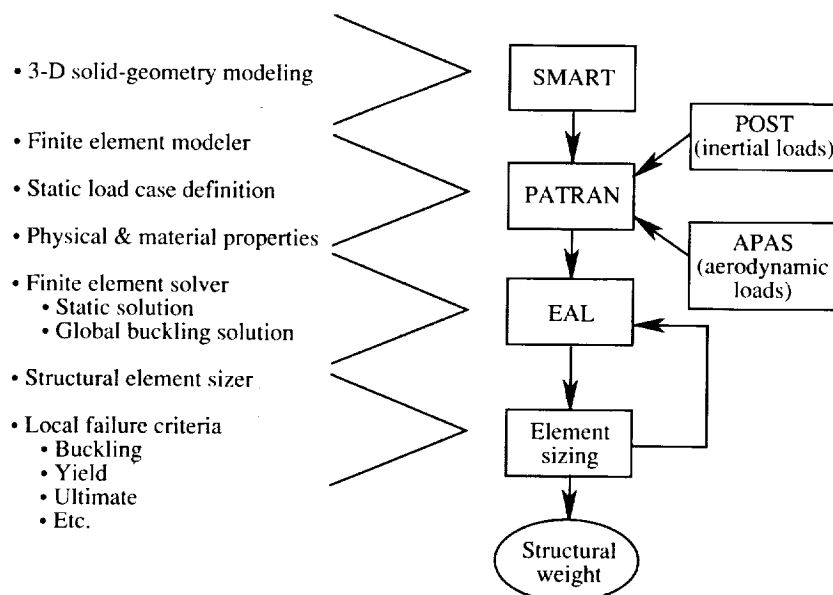 • 3-D solid-geometry modeling
• Finite element modeler
• Static load case definition
• Physical & material properties
• Finite element solver
• Static solution
• Global buckling solution
• Structural element sizer
• Local failure criteria
• Buckling
• Yield
• Ultimate
• Etc.
SMART
POST
(inertial loads)
PATRAN
APAS
(aerodynamic
loads)
EAL
Element
sizing
Structural
weight